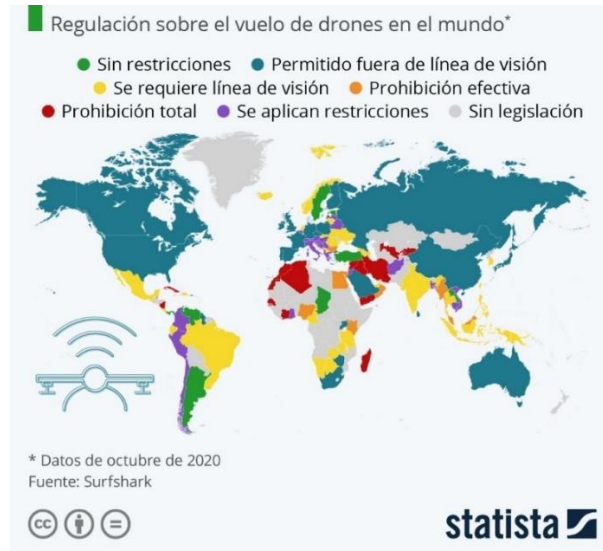 Regulación sobre el vuelo de drones en el mundo*
Sin restricciones Permitido fuera de línea de visión
Se requiere línea de visión Prohibición efectiva
Prohibición total Se aplican restricciones Sin legislación
* Datos de octubre de 2020
Fuente: Surfshark
cc
statista